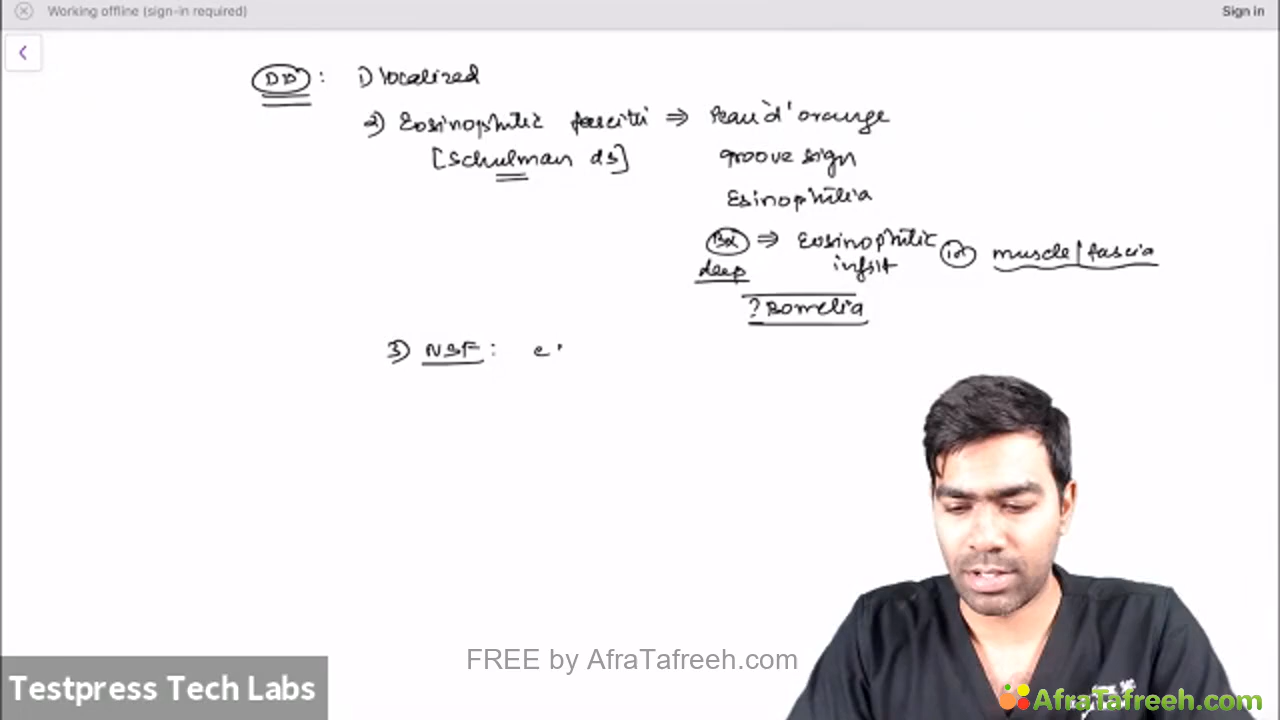 Working offline (sign-in required)
Sign in
DD : 1) localized
2) Eosinophilic fasciti ⇒ Peau d' orange
[Schulman ds]
groove sign
Esinophilia
Bx ⇒ Eosinophilic
deep
infilt
muscle / fascia
? Borrelia
3) NSF :
FREE by AfraTafreeh.com
Testpress Tech Labs
AfraTafreeh.com